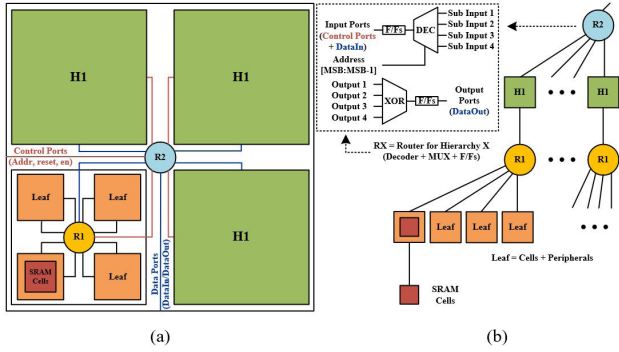 H1
H1
R2
Control Ports
(Addr, reset, en)
Leaf
Leaf
R1
H1
SRAM
Cells
Leaf
Data Ports
(DataIn/DataOut)
(a)
Input Ports
(Control Ports
+ DataIn)
F/Fs
DEC
Sub Input 1
Sub Input 2
Sub Input 3
Sub Input 4
Address
[MSB:MSB-1]
Output 1
Output 2
Output 3
Output 4
XOR
F/Fs
Output
Ports
(DataOut)
RX = Router for Hierarchy X
(Decoder + MUX + F/Fs)
R2
H1
H1
R1
R1
Leaf
Leaf
Leaf
Leaf = Cells + Peripherals
SRAM
Cells
(b)